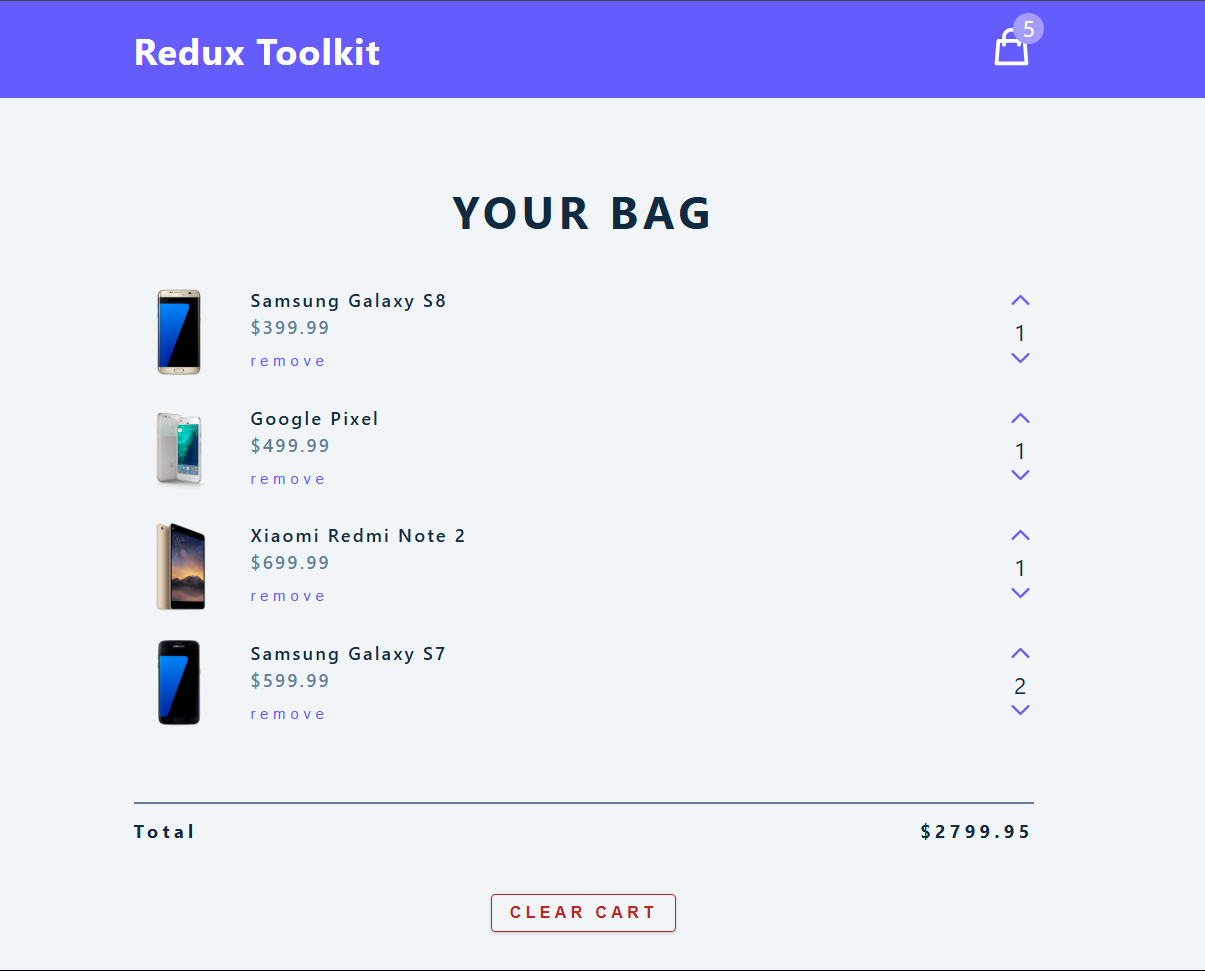 Redux Toolkit
5
YOUR BAG
Samsung Galaxy S8
$399.99
remove
1
Google Pixel
$499.99
remove
1
Xiaomi Redmi Note 2
$699.99
remove
1
Samsung Galaxy S7
$599.99
remove
2
Total $2799.95
CLEAR CART